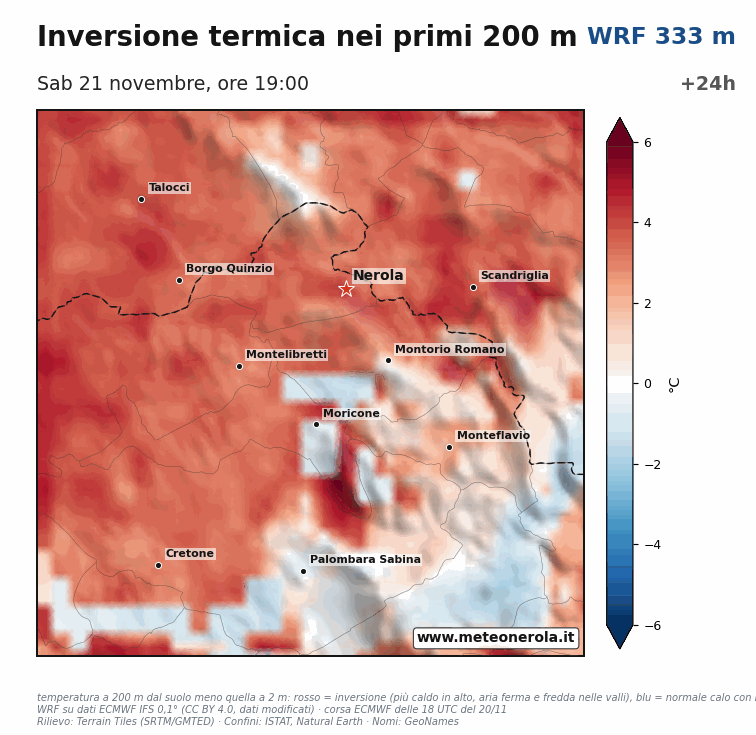 Inversione termica nei primi 200 m WRF 333 m
Sab 21 novembre, ore 19:00 +24h
Talocci
Borgo Quinzio
Nerola
Scandriglia
Montelibretti
Montorio Romano
Moricone
Monteflavio
Cretone
Palombara Sabina
www.meteonerola.it
6
4
2
0
−2
−4
−6
°C
temperatura a 200 m dal suolo meno quella a 2 m: rosso = inversione (più caldo in alto, aria ferma e fredda nelle valli), blu = normale calo con
WRF su dati ECMWF IFS 0,1° (CC BY 4.0, dati modificati) · corsa ECMWF delle 18 UTC del 20/11
Rilievo: Terrain Tiles (SRTM/GMTED) · Confini: ISTAT, Natural Earth · Nomi: GeoNames